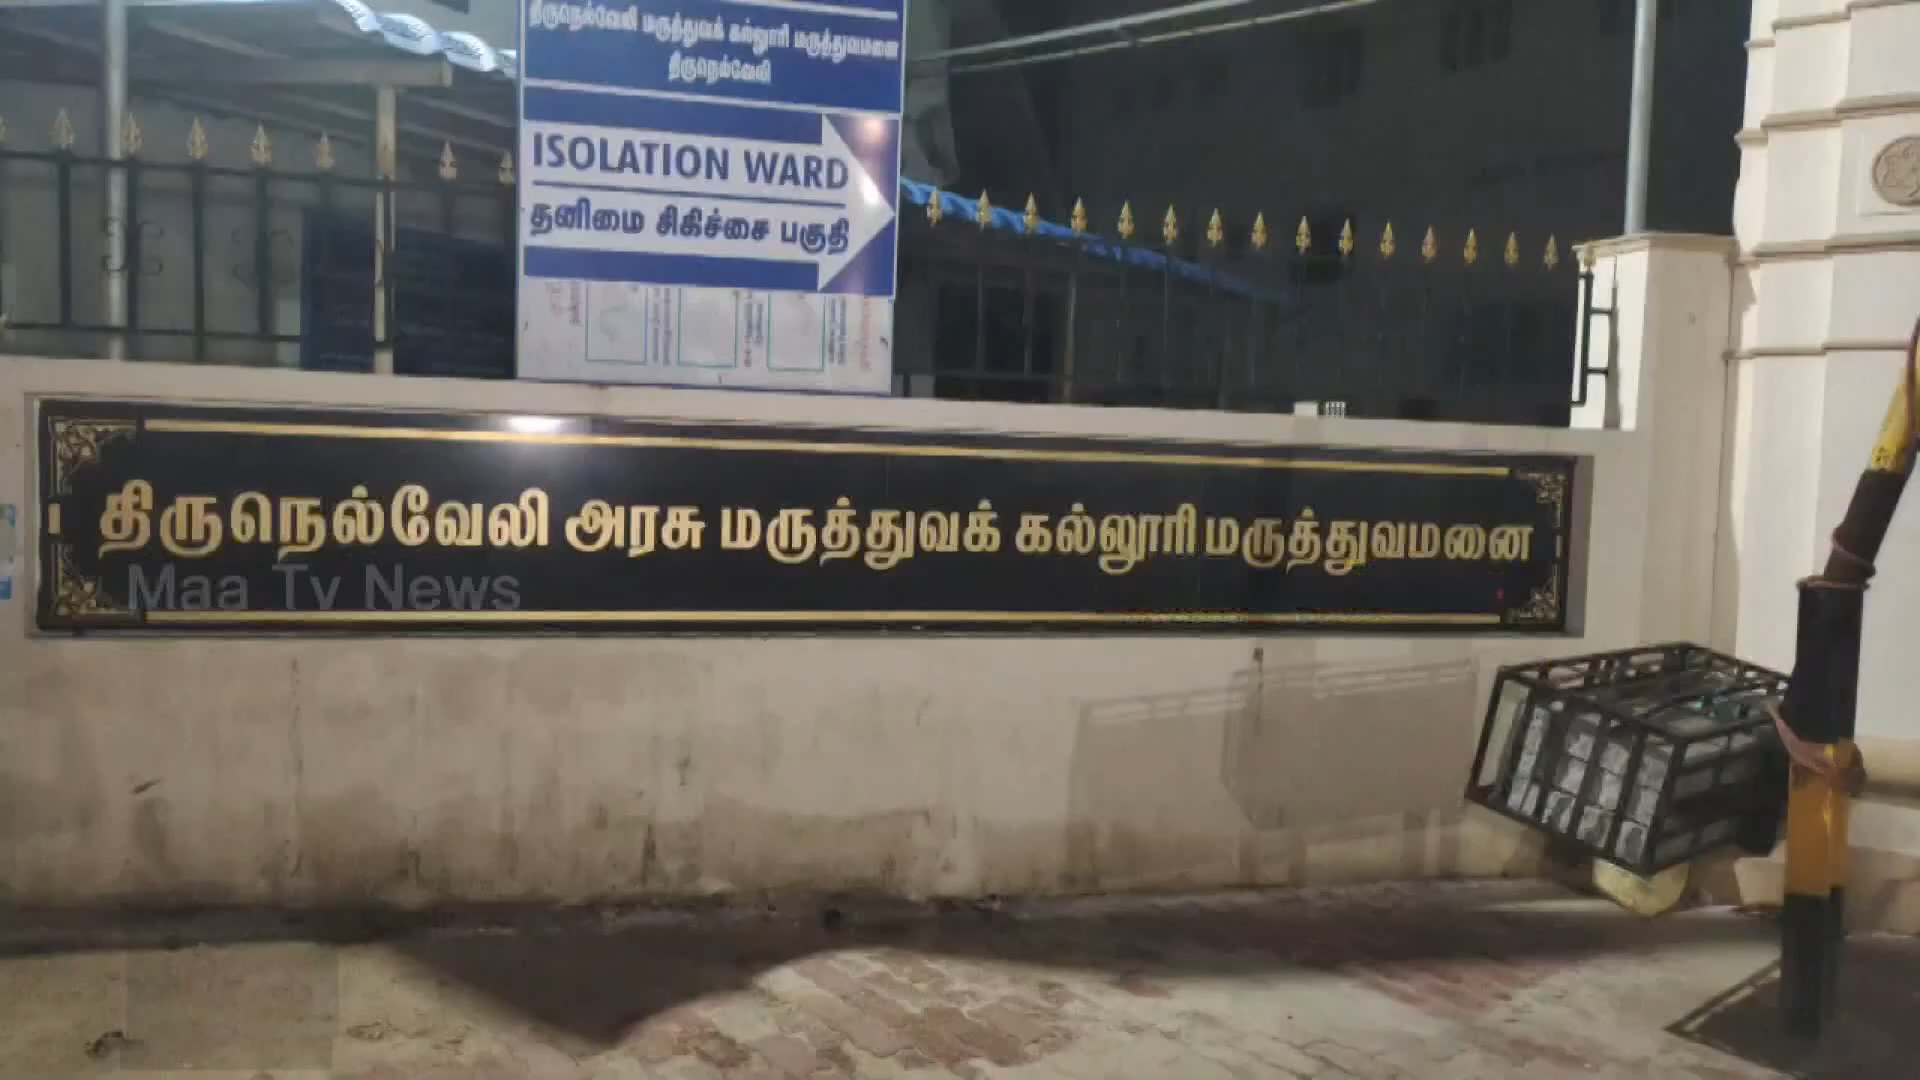 திருநெல்வேலி மருத்துவக் கல்லூரி மருத்துவமனை
திருநெல்வேலி
ISOLATION WARD
தனிமை சிகிச்சை பகுதி
திருநெல்வேலி அரசு மருத்துவக் கல்லூரி மருத்துவமனை
Maa Tv News